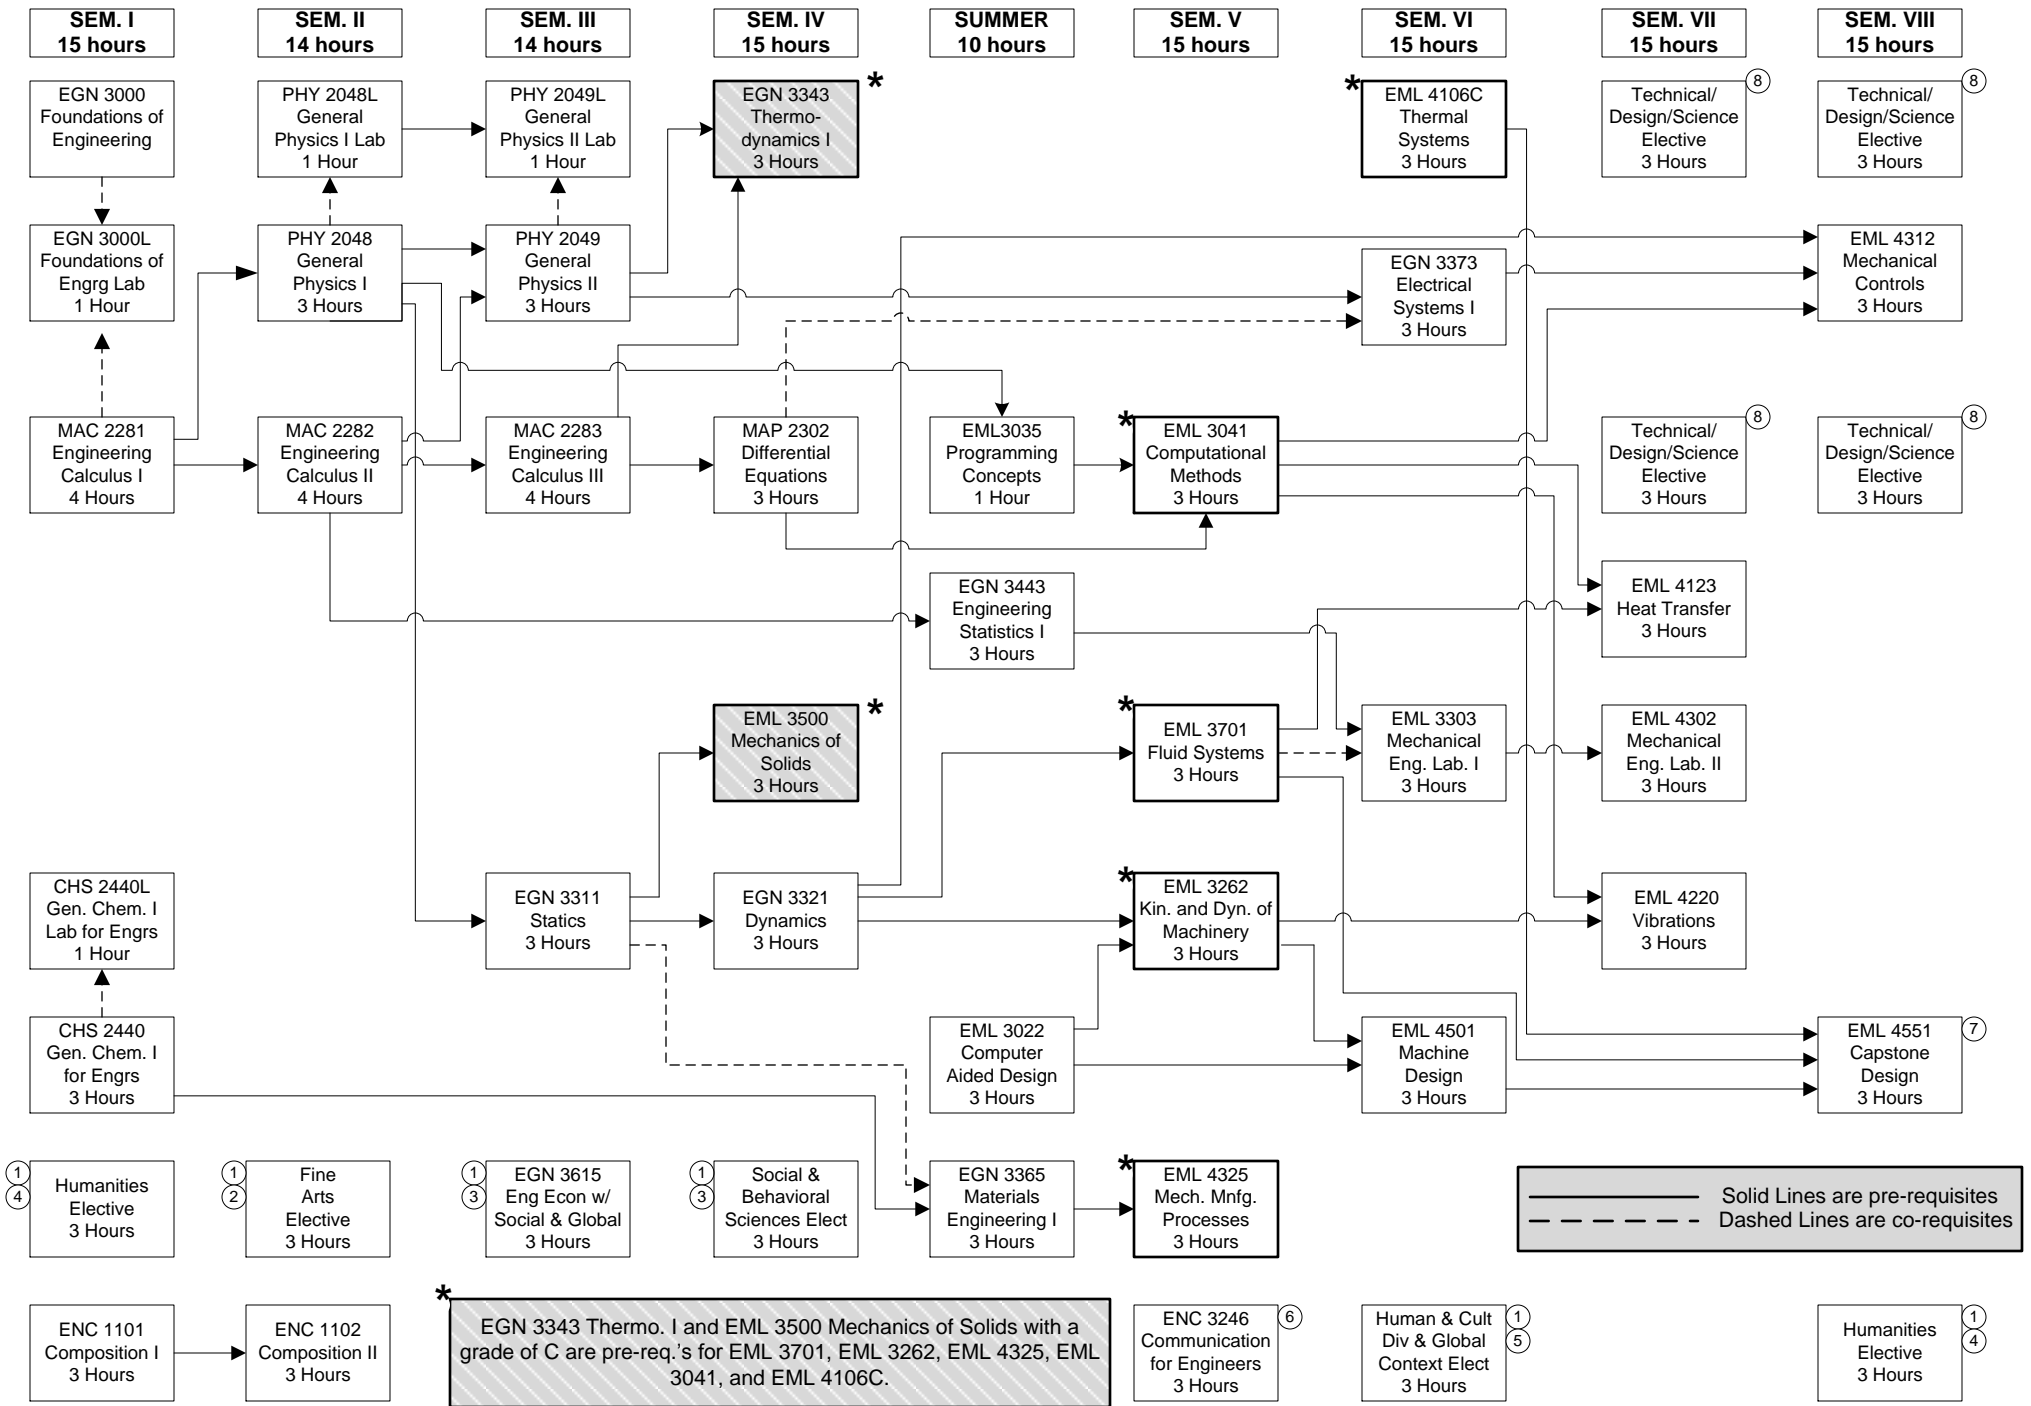 SEM. I
15 hours
SEM. II
14 hours
SEM. III
14 hours
SEM. IV
15 hours
SUMMER
10 hours
SEM. V
15 hours
SEM. VI
15 hours
SEM. VII
15 hours
SEM. VIII
15 hours
EGN 3000
Foundations of
Engineering
PHY 2048L
General
Physics I Lab
1 Hour
PHY 2049L
General
Physics II Lab
1 Hour
EGN 3343
Thermo-
dynamics I
3 Hours
*
*
EML 4106C
Thermal
Systems
3 Hours
Technical/
Design/Science
Elective
3 Hours
8
Technical/
Design/Science
Elective
3 Hours
8
EGN 3000L
Foundations of
Engrg Lab
1 Hour
PHY 2048
General
Physics I
3 Hours
PHY 2049
General
Physics II
3 Hours
EGN 3373
Electrical
Systems I
3 Hours
EML 4312
Mechanical
Controls
3 Hours
MAC 2281
Engineering
Calculus I
4 Hours
MAC 2282
Engineering
Calculus II
4 Hours
MAC 2283
Engineering
Calculus III
4 Hours
MAP 2302
Differential
Equations
3 Hours
EML3035
Programming
Concepts
1 Hour
*
EML 3041
Computational
Methods
3 Hours
Technical/
Design/Science
Elective
3 Hours
8
Technical/
Design/Science
Elective
3 Hours
8
EGN 3443
Engineering
Statistics I
3 Hours
EML 4123
Heat Transfer
3 Hours
EML 3500
Mechanics of
Solids
3 Hours
*
*
EML 3701
Fluid Systems
3 Hours
EML 3303
Mechanical
Eng. Lab. I
3 Hours
EML 4302
Mechanical
Eng. Lab. II
3 Hours
CHS 2440L
Gen. Chem. I
Lab for Engrs
1 Hour
EGN 3311
Statics
3 Hours
EGN 3321
Dynamics
3 Hours
*
EML 3262
Kin. and Dyn. of
Machinery
3 Hours
EML 4220
Vibrations
3 Hours
CHS 2440
Gen. Chem. I
for Engrs
3 Hours
EML 3022
Computer
Aided Design
3 Hours
EML 4501
Machine
Design
3 Hours
EML 4551
Capstone
Design
3 Hours
7
1
4
Humanities
Elective
3 Hours
1
2
Fine
Arts
Elective
3 Hours
1
3
EGN 3615
Eng Econ w/
Social & Global
3 Hours
1
3
Social &
Behavioral
Sciences Elect
3 Hours
EGN 3365
Materials
Engineering I
3 Hours
*
EML 4325
Mech. Mnfg.
Processes
3 Hours
Solid Lines are pre-requisites
Dashed Lines are co-requisites
ENC 1101
Composition I
3 Hours
ENC 1102
Composition II
3 Hours
*
EGN 3343 Thermo. I and EML 3500 Mechanics of Solids with a
grade of C are pre-req.'s for EML 3701, EML 3262, EML 4325, EML
3041, and EML 4106C.
ENC 3246
Communication
for Engineers
3 Hours
6
Human & Cult
Div & Global
Context Elect
3 Hours
1
5
Humanities
Elective
3 Hours
1
4